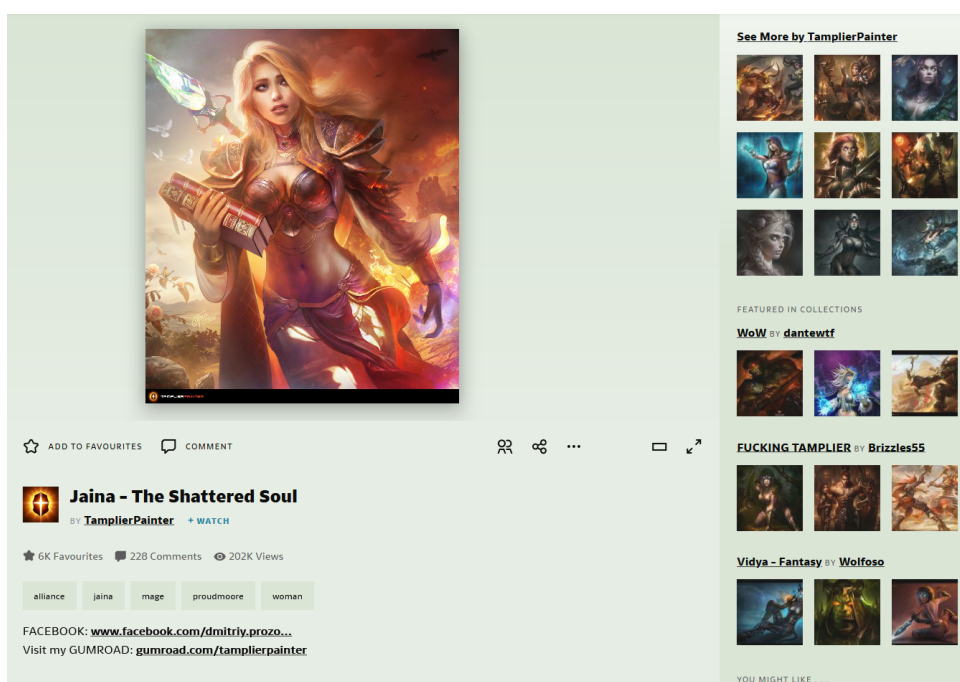 TAMPLIERPAINTER
ADD TO FAVOURITES
COMMENT
Jaina - The Shattered Soul
BY TamplierPainter + WATCH
6K Favourites 228 Comments 202K Views
alliance jaina mage proudmoore woman
FACEBOOK: www.facebook.com/dmitriy.prozo...
Visit my GUMROAD: gumroad.com/tamplierpainter
See More by TamplierPainter
FEATURED IN COLLECTIONS
WoW BY dantewtf
FUCKING TAMPLIER BY Brizzles55
Vidya - Fantasy BY Wolfoso
YOU MIGHT LIKE . . .